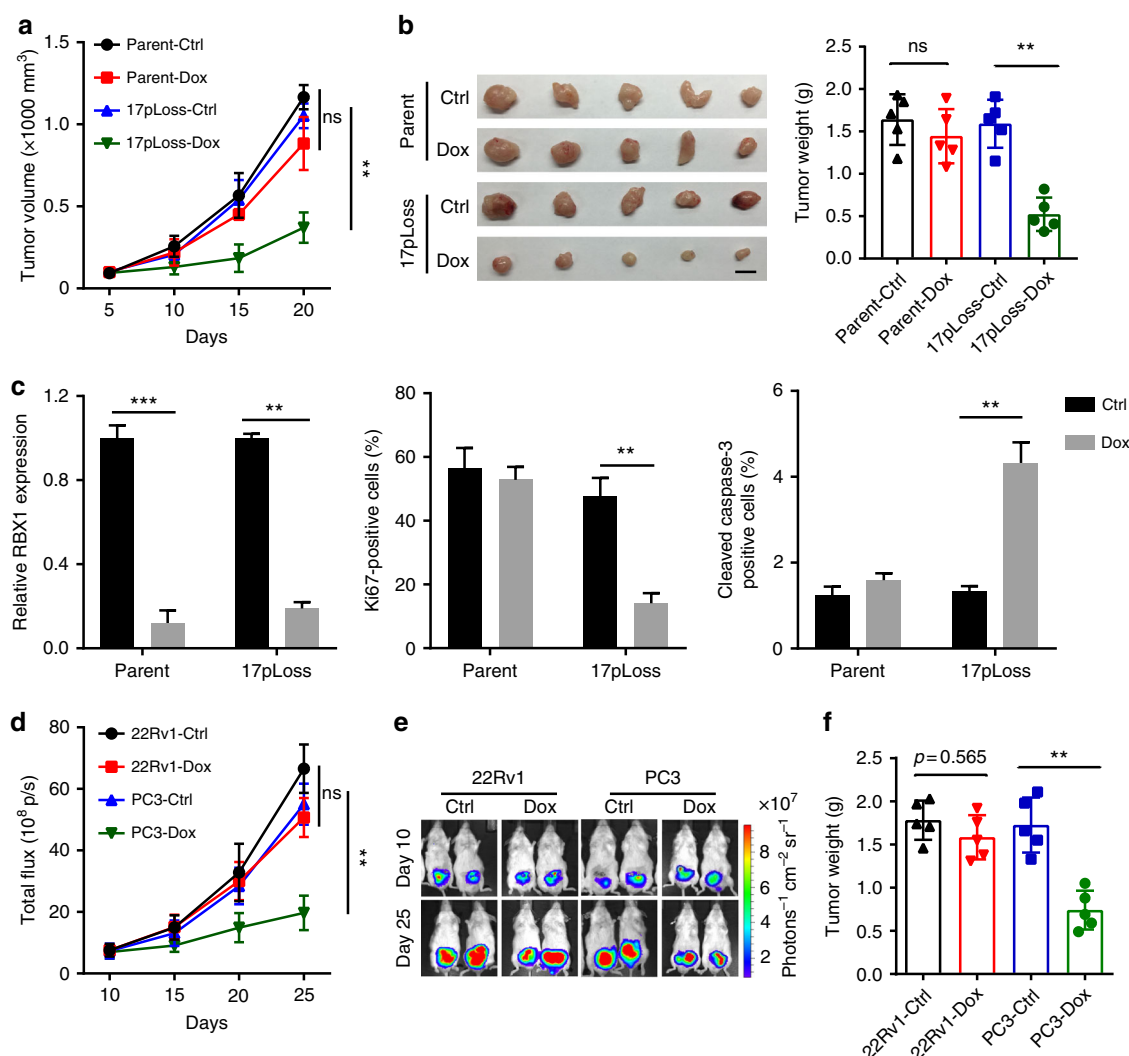 a
Tumor volume (×1000 mm³)
1.5
1.0
0.5
0
5
10
15
20
Days
Parent-Ctrl
Parent-Dox
17pLoss-Ctrl
17pLoss-Dox
ns
**
b
Parent
Ctrl
Dox
17pLoss
Ctrl
Dox
Tumor weight (g)
2.5
2.0
1.5
1.0
0.5
0.0
ns
**
Parent-Ctrl
Parent-Dox
17pLoss-Ctrl
17pLoss-Dox
c
Relative RBX1 expression
1.2
0.8
0.4
0.0
***
**
Parent
17pLoss
Ki67-positive cells (%)
80
60
40
20
0
**
Parent
17pLoss
Cleaved caspase-3
positive cells (%)
6
4
2
0
**
Parent
17pLoss
Ctrl
Dox
d
Total flux (10⁸ p/s)
80
60
40
20
0
10
15
20
25
Days
22Rv1-Ctrl
22Rv1-Dox
PC3-Ctrl
PC3-Dox
ns
**
e
22Rv1
PC3
Ctrl
Dox
Ctrl
Dox
Day 10
Day 25
×10⁷
8
6
4
2
Photons⁻¹ cm⁻² sr⁻¹
f
Tumor weight (g)
2.5
2.0
1.5
1.0
0.5
0.0
p=0.565
**
22Rv1-Ctrl
22Rv1-Dox
PC3-Ctrl
PC3-Dox